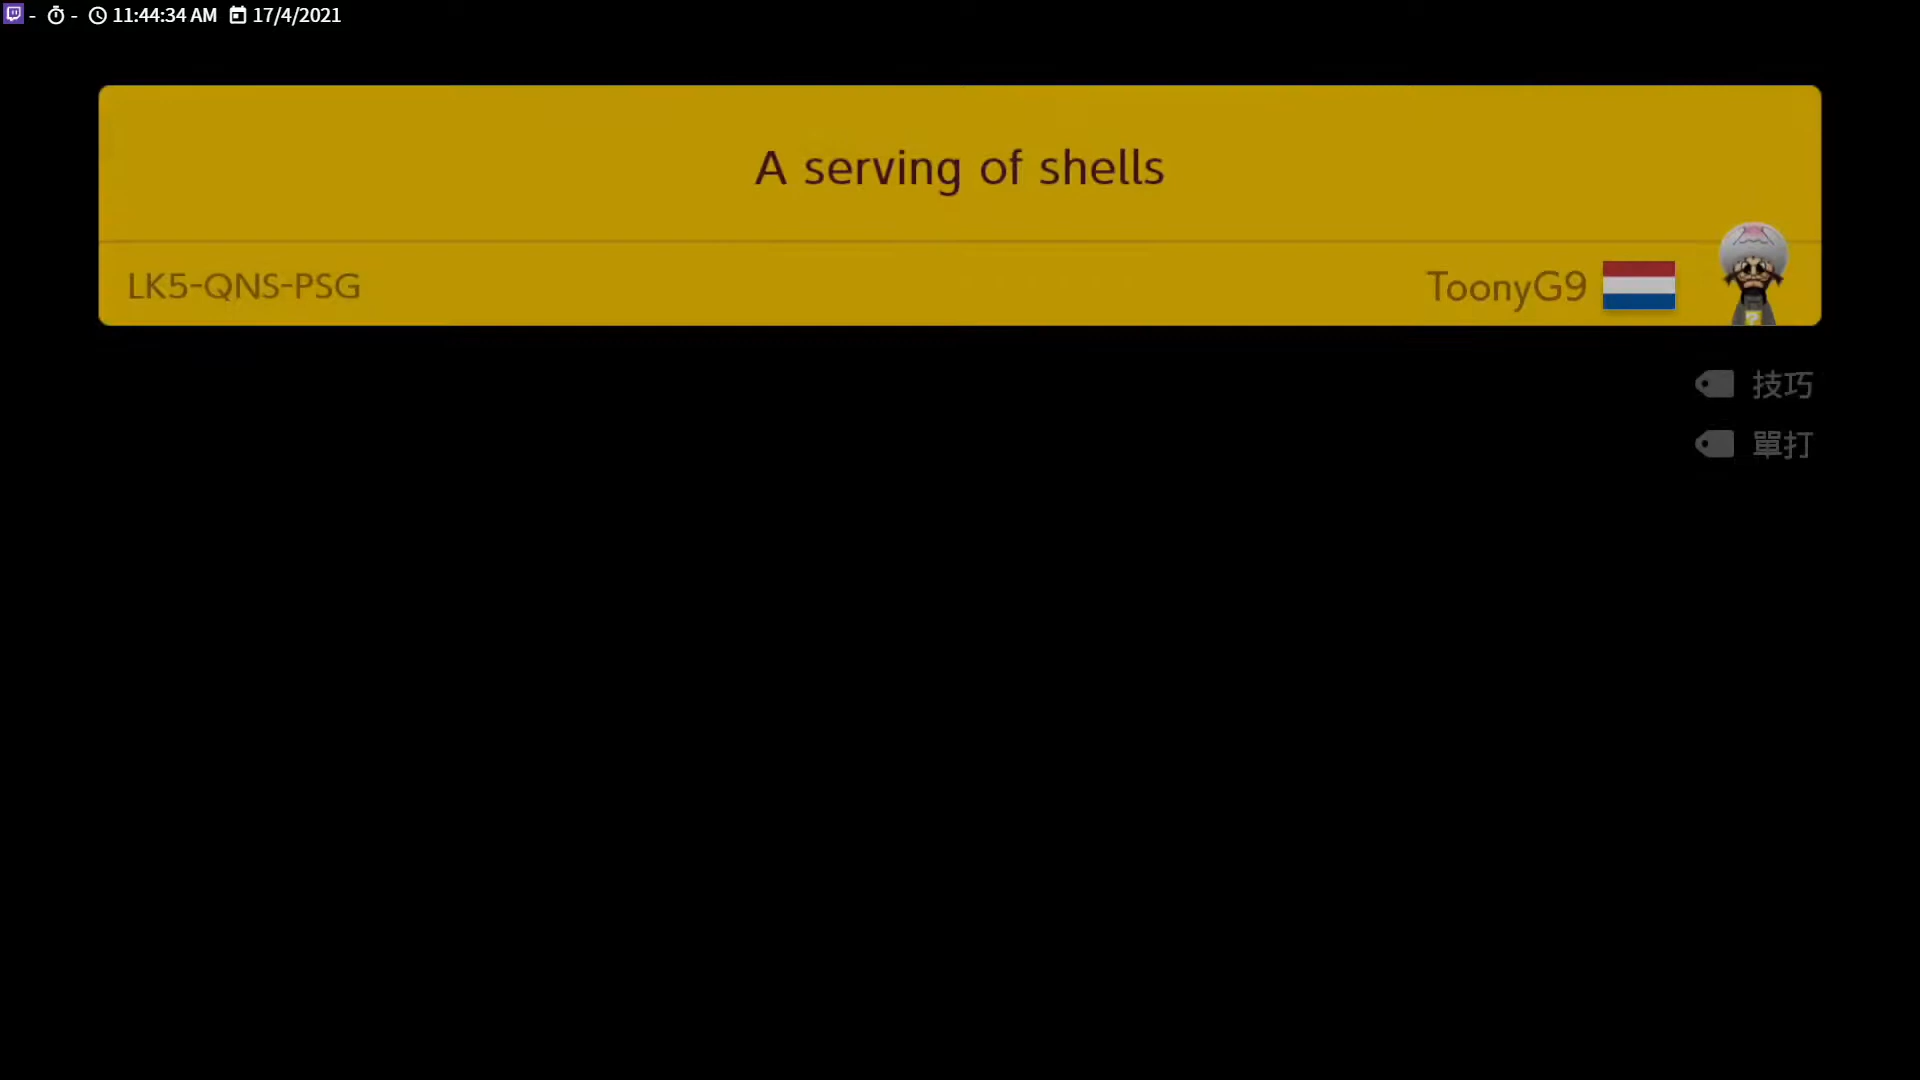 - - 11:44:34 AM 17/4/2021
A serving of shells
LK5-QNS-PSG
ToonyG9
技巧
單打